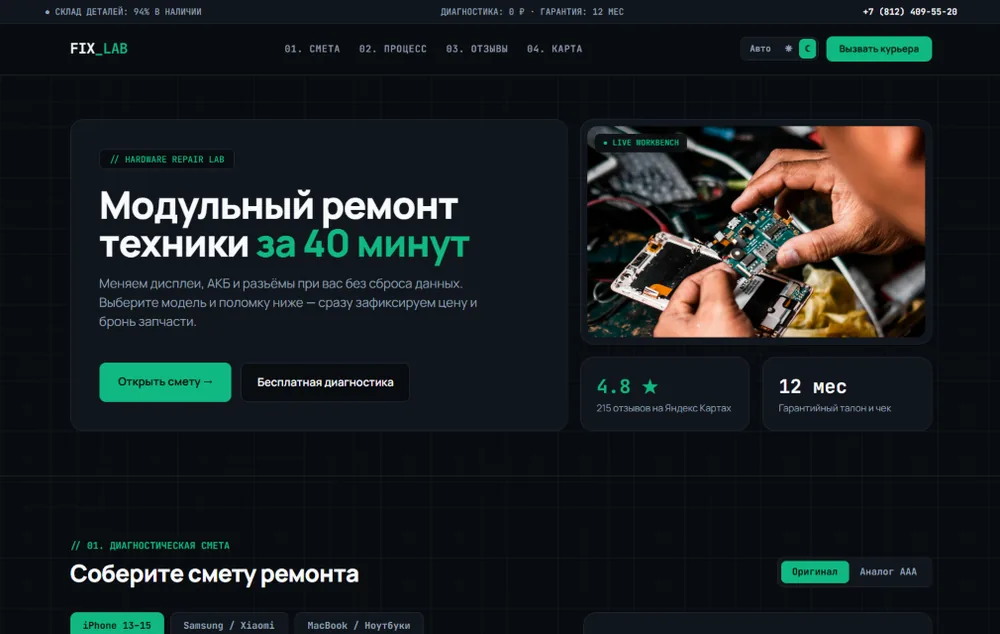 ● СКЛАД ДЕТАЛЕЙ: 94% В НАЛИЧИИ
ДИАГНОСТИКА: 0 ₽ · ГАРАНТИЯ: 12 МЕС
+7 (812) 409-55-20
FIX_LAB
01. СМЕТА
02. ПРОЦЕСС
03. ОТЗЫВЫ
04. КАРТА
Авто ☀ ☾
Вызвать курьера
// HARDWARE REPAIR LAB
Модульный ремонт
техники за 40 минут
Меняем дисплеи, АКБ и разъёмы при вас без сброса данных.
Выберите модель и поломку ниже — сразу зафиксируем цену и
бронь запчасти.
Открыть смету →
Бесплатная диагностика
● LIVE WORKBENCH
4.8 ★
215 отзывов на Яндекс Картах
12 мес
Гарантийный талон и чек
// 01. ДИАГНОСТИЧЕСКАЯ СМЕТА
Соберите смету ремонта
Оригинал
Аналог AAA
iPhone 13–15
Samsung / Xiaomi
MacBook / Ноутбуки